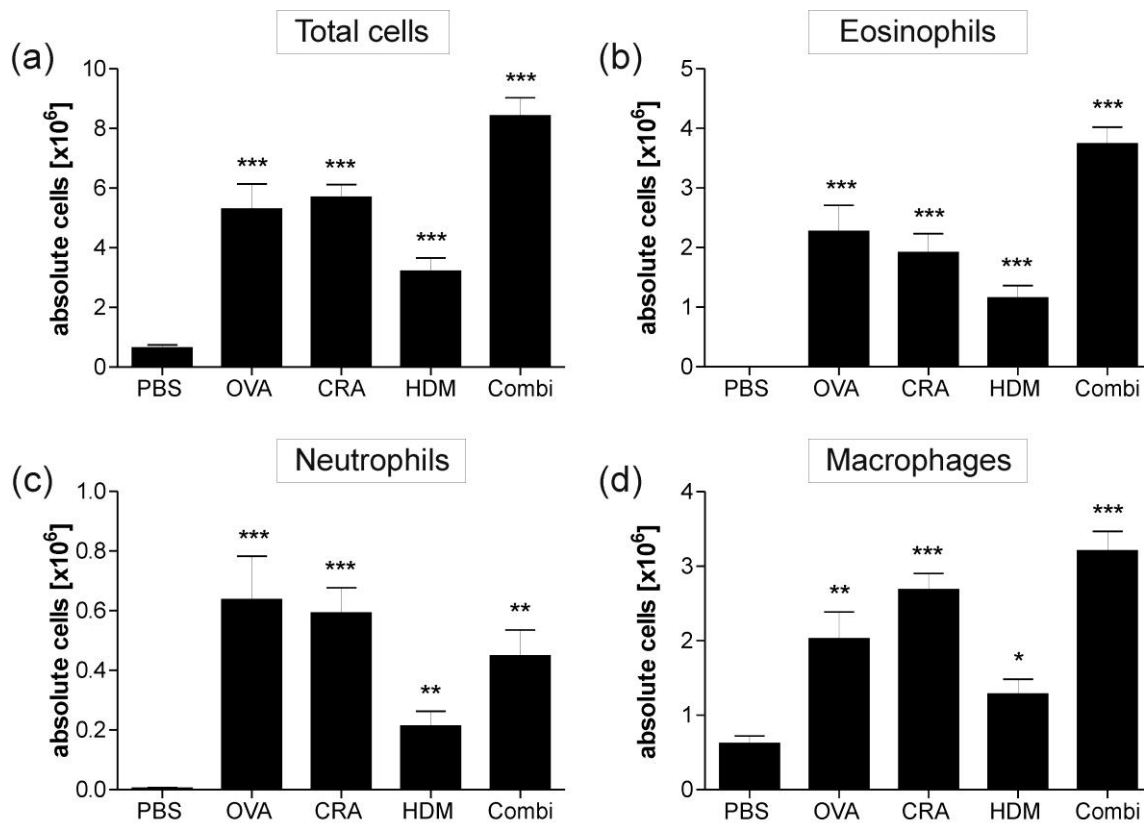 (a)
Total cells
absolute cells [x10⁶]
10
8
6
4
2
0
***
***
***
***
PBS OVA CRA HDM Combi
(b)
Eosinophils
absolute cells [x10⁶]
5
4
3
2
1
0
***
***
***
***
PBS OVA CRA HDM Combi
(c)
Neutrophils
absolute cells [x10⁶]
1.0
0.8
0.6
0.4
0.2
0.0
***
***
**
**
PBS OVA CRA HDM Combi
(d)
Macrophages
absolute cells [x10⁶]
4
3
2
1
0
**
***
*
***
PBS OVA CRA HDM Combi